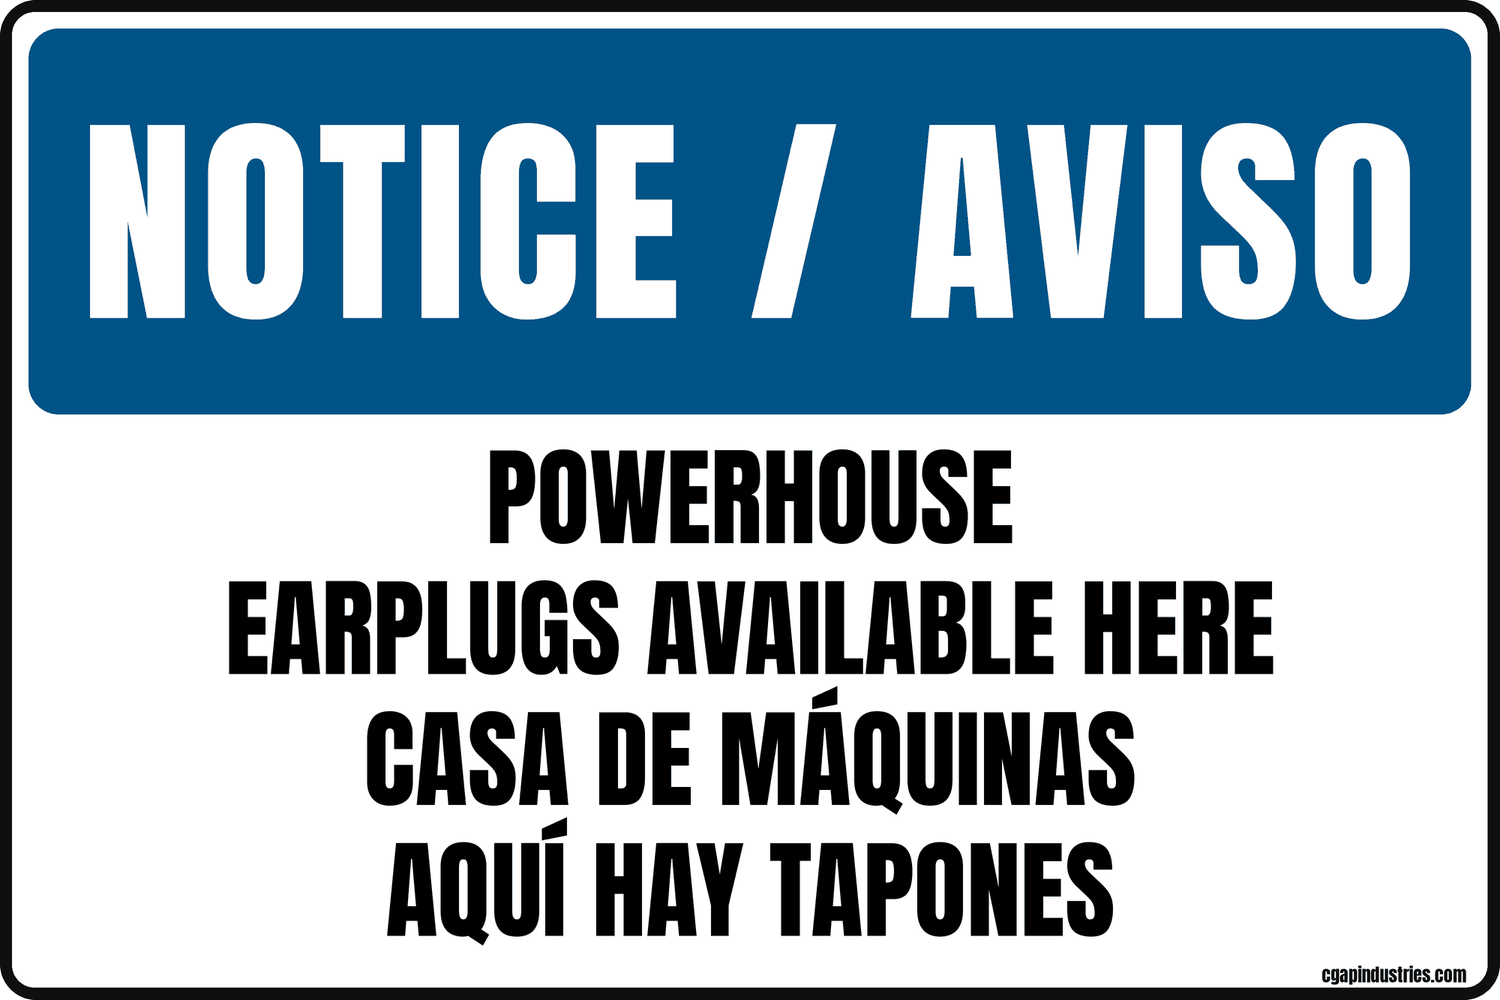 NOTICE / AVISO
POWERHOUSE
EARPLUGS AVAILABLE HERE
CASA DE MÁQUINAS
AQUÍ HAY TAPONES
cgapindustries.com